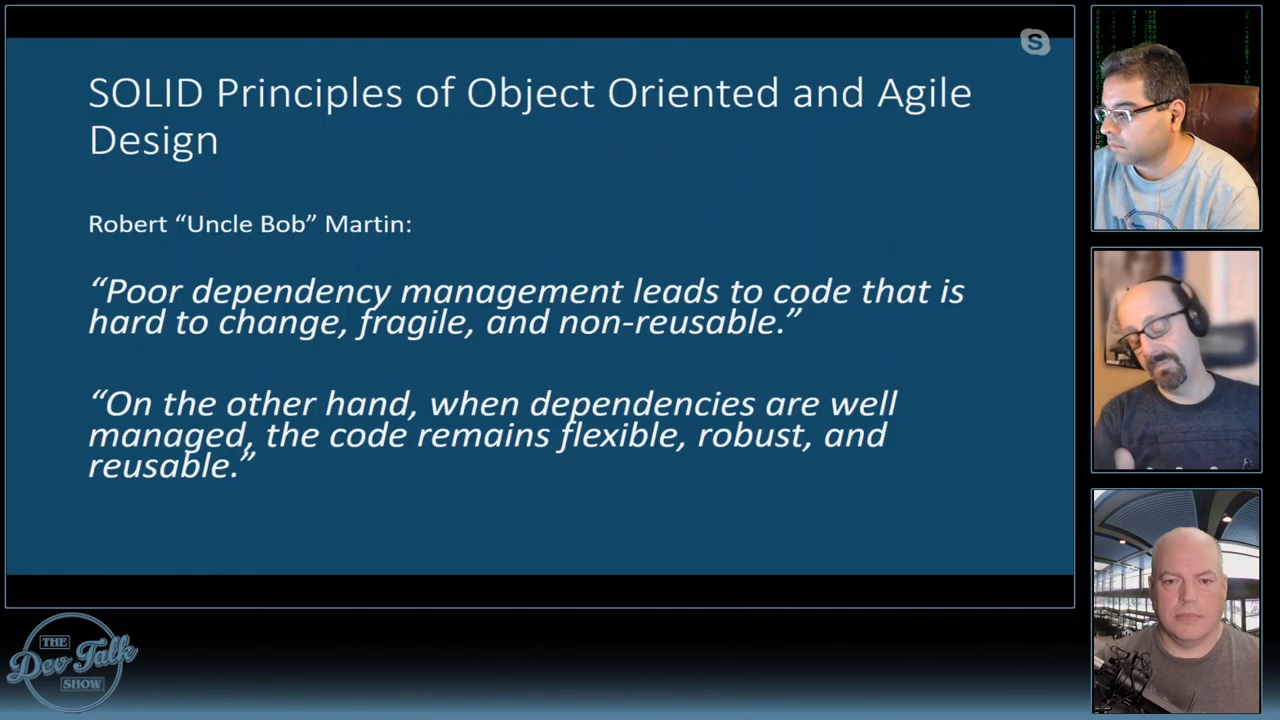 SOLID Principles of Object Oriented and Agile
Design
Robert “Uncle Bob” Martin:
“Poor dependency management leads to code that is
hard to change, fragile, and non-reusable.”
“On the other hand, when dependencies are well
managed, the code remains flexible, robust, and
reusable.”
S
THE
Dev Talk
SHOW